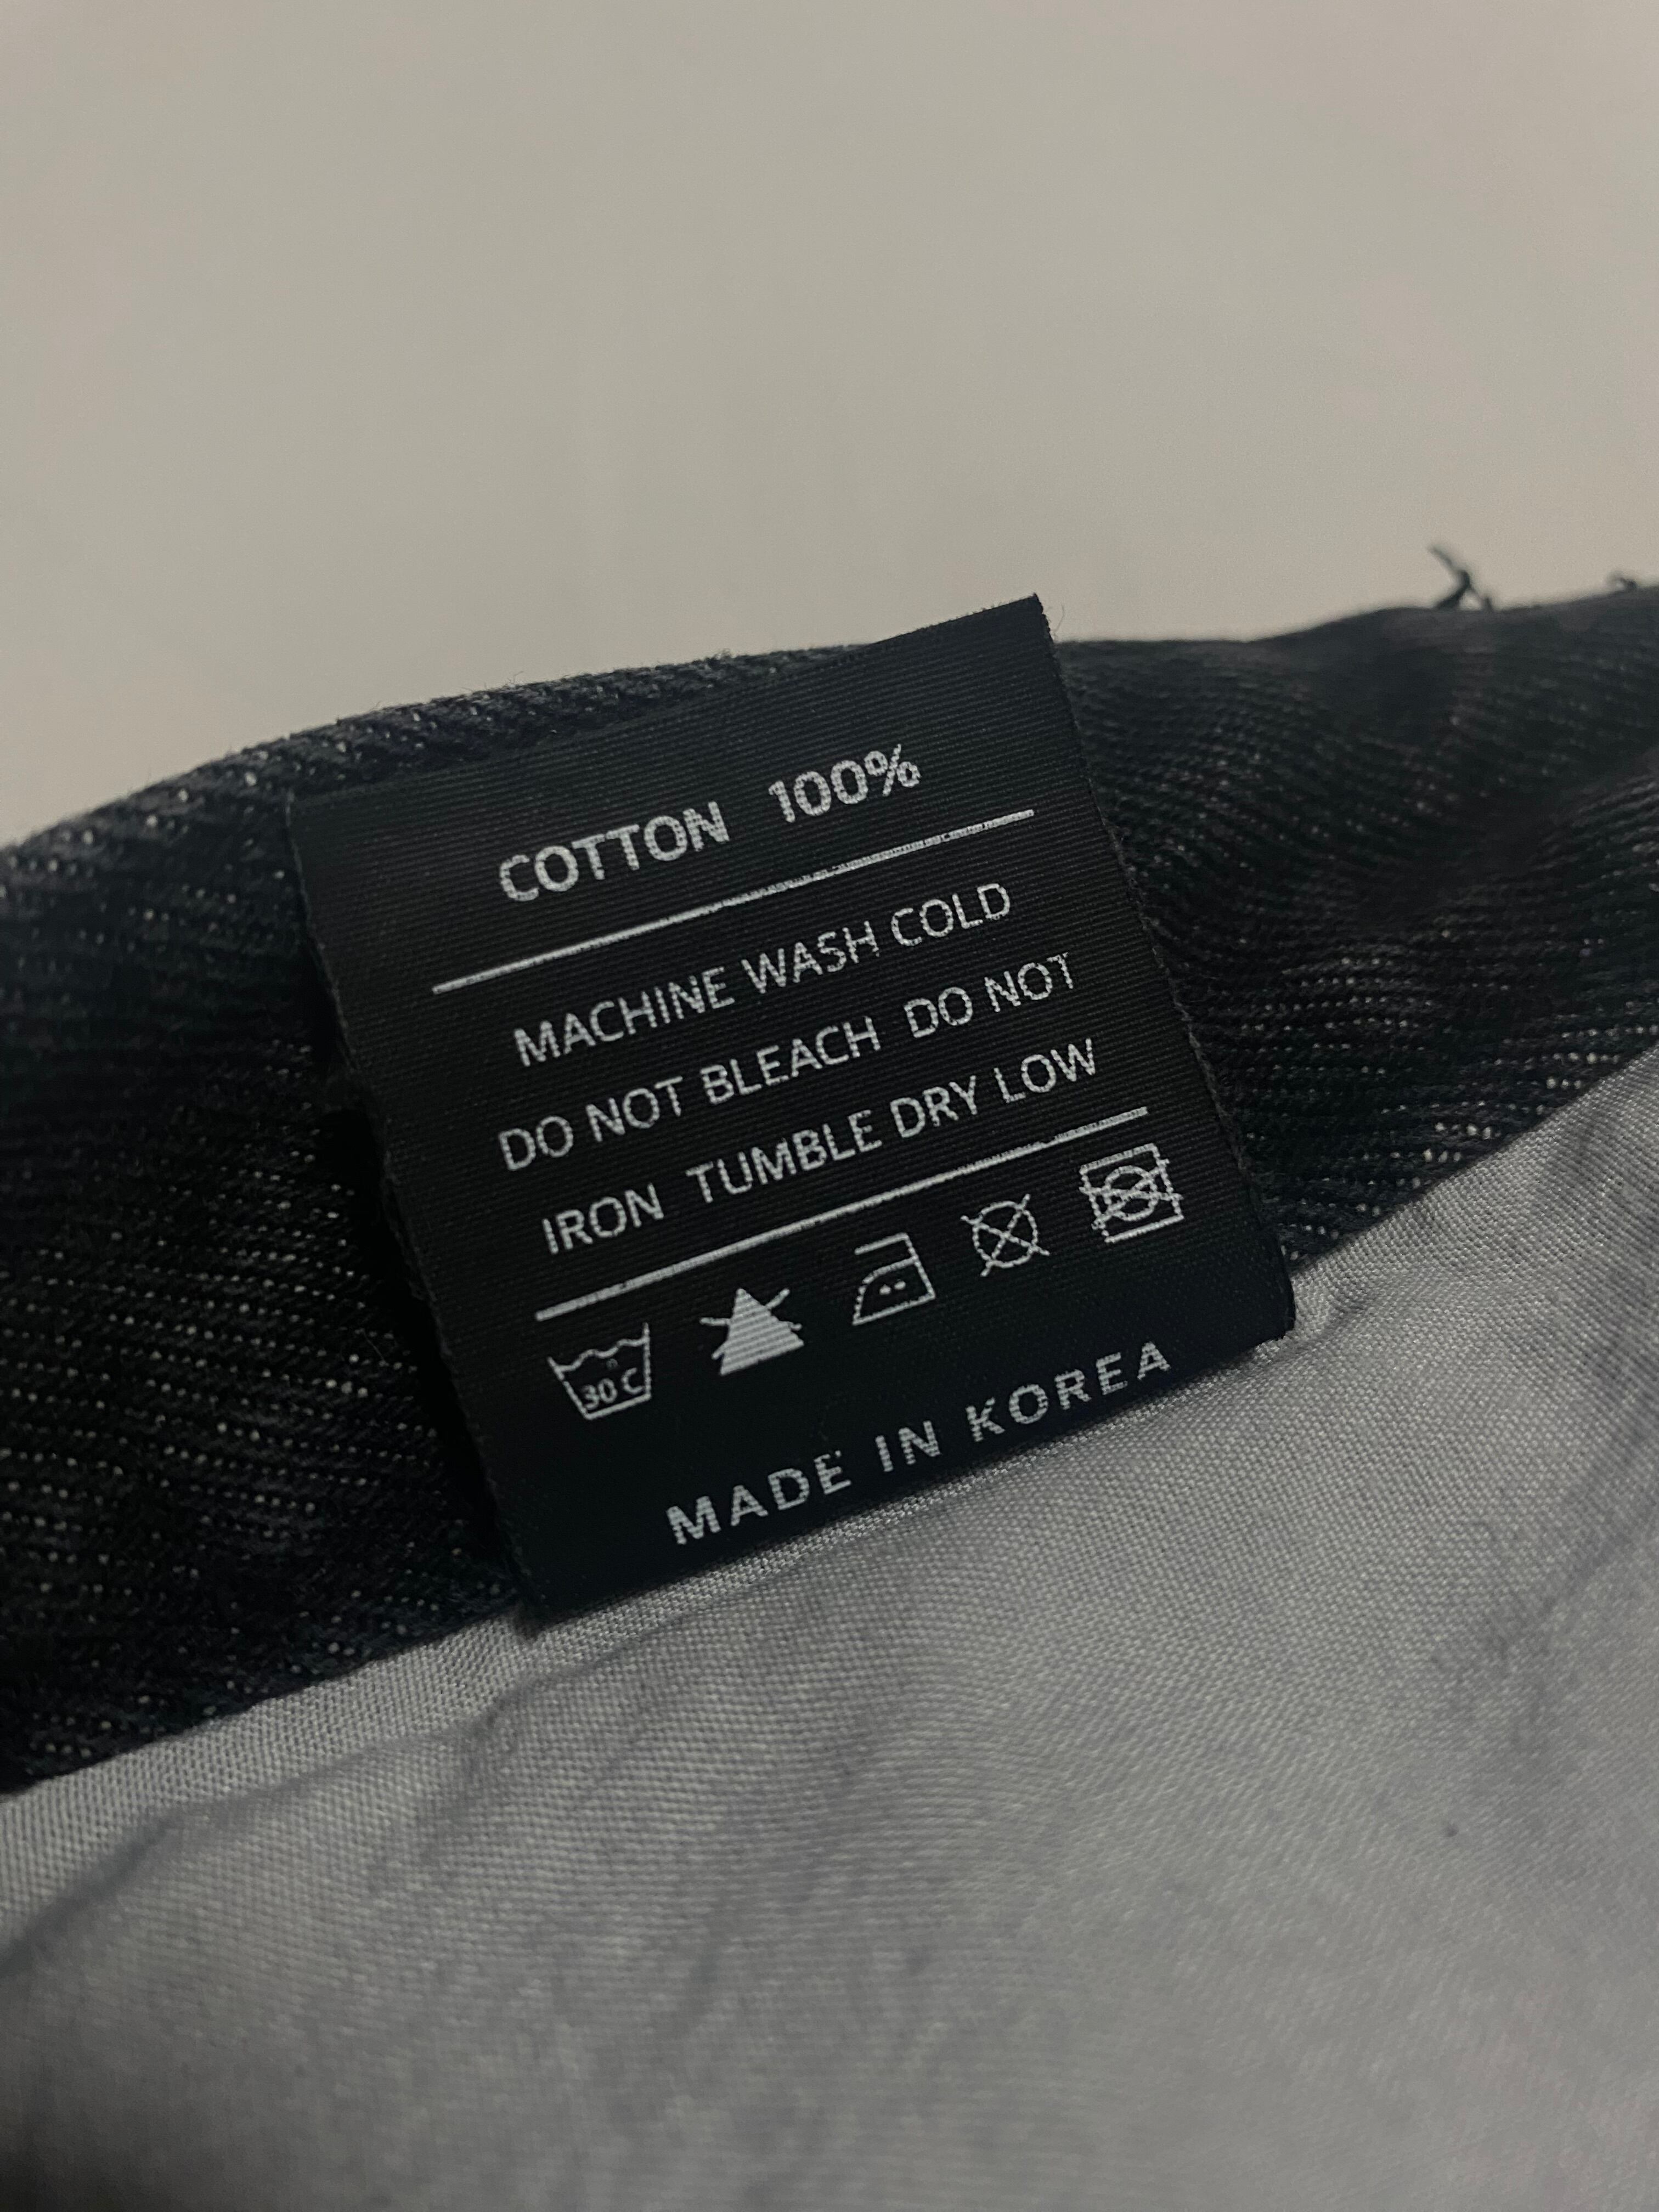 COTTON 100%
MACHINE WASH COLD
DO NOT BLEACH DO NOT
IRON TUMBLE DRY LOW
30°C
MADE IN KOREA